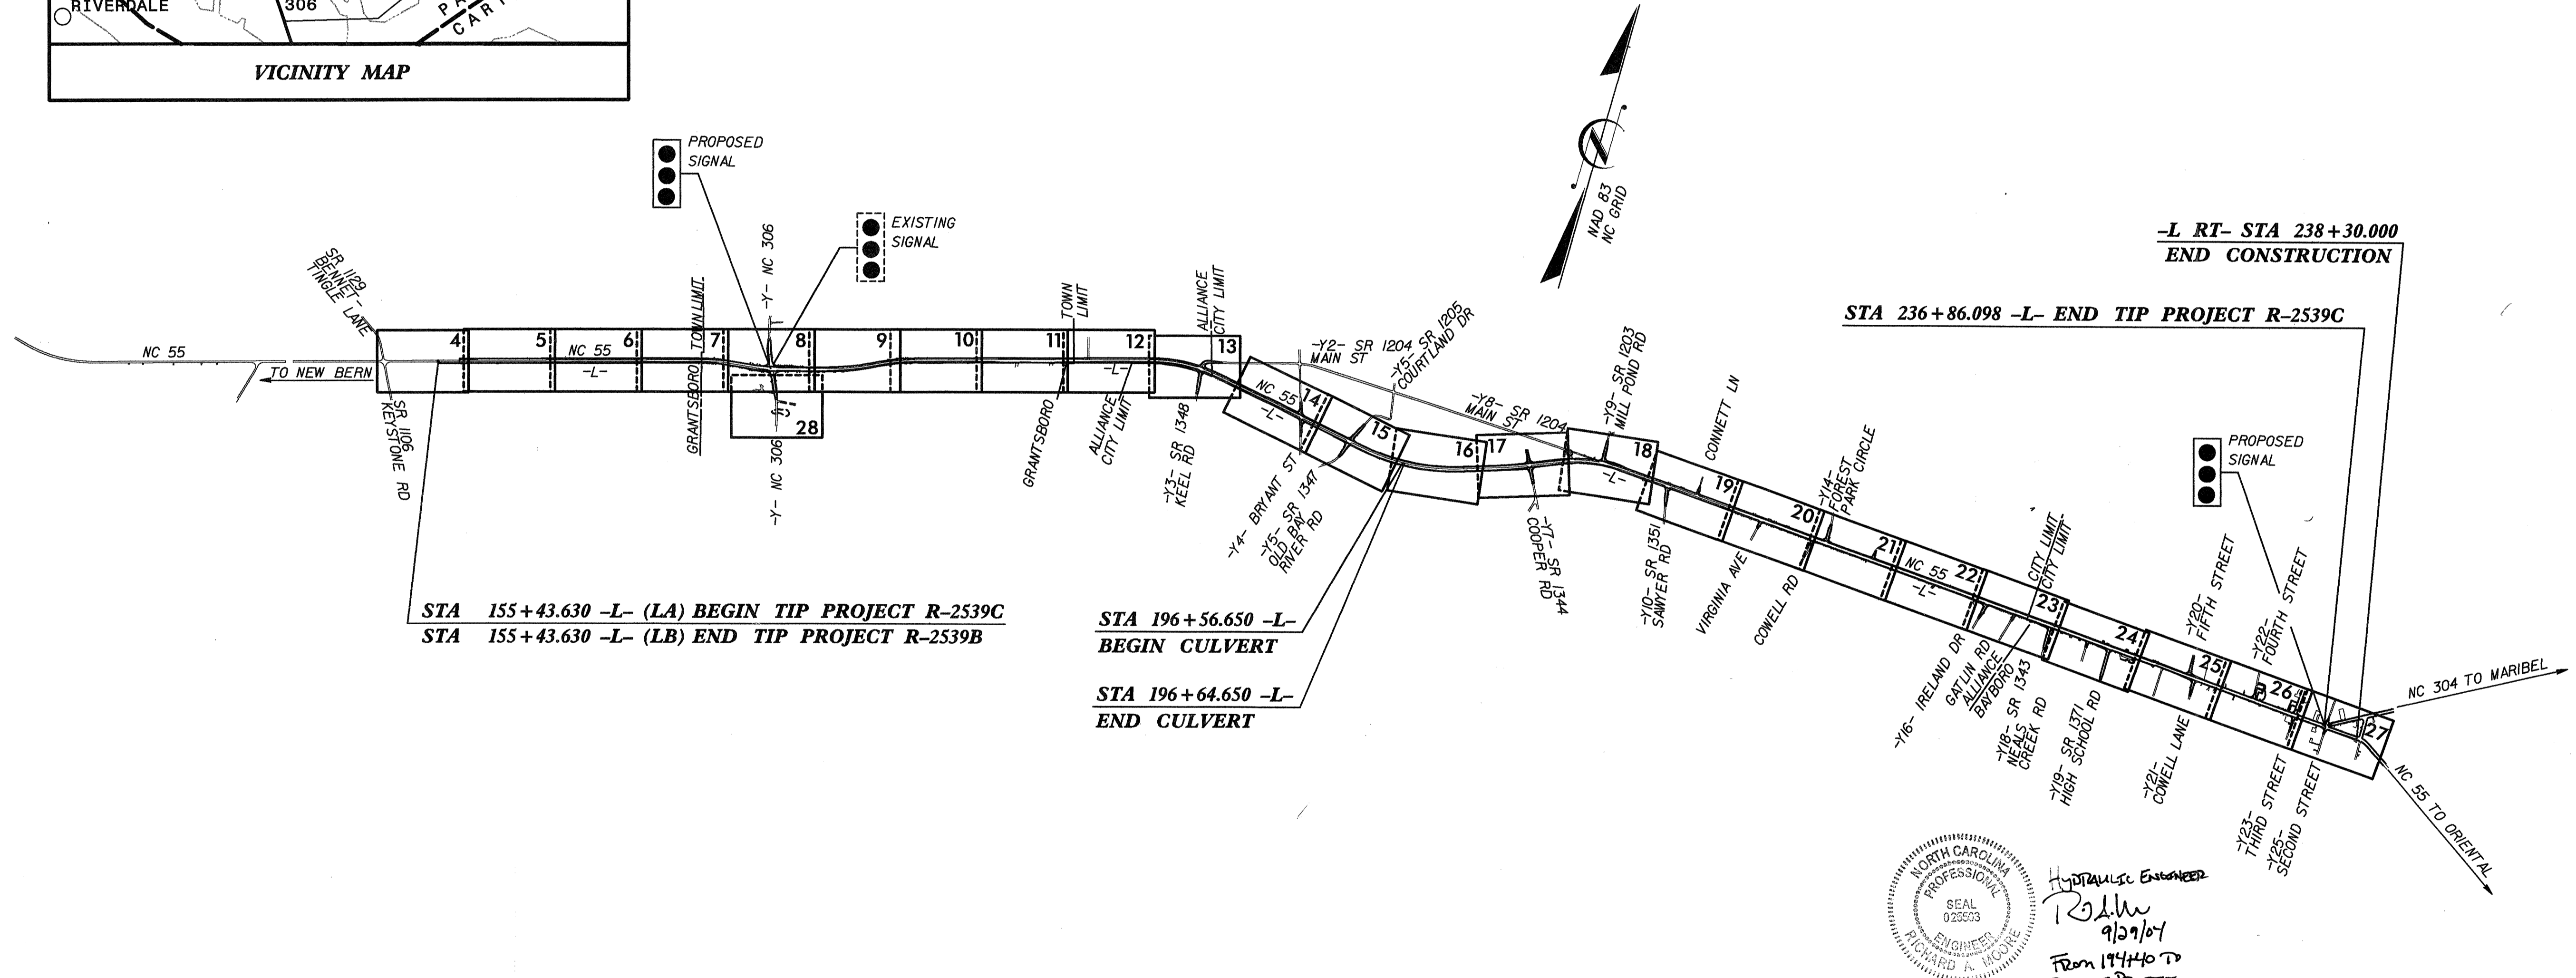 RIVERDALE
306
VICINITY MAP
PROPOSED
SIGNAL
EXISTING
SIGNAL
NAD 83
NC GRID
-L RT- STA 238+30.000
END CONSTRUCTION
STA 236+86.098 -L- END TIP PROJECT R-2539C
NC 55
TO NEW BERN
SR 1129
BENNET-
TINGLE LANE
SR 1106
KEYSTONE RD
4
5
NC 55
-L-
6
7
GRANTSBORO TOWN LIMIT
-Y- NC 306
8
28
-Y- NC 306
9
10
11
TOWN
LIMIT
GRANTSBORO
12
-L-
ALLIANCE
CITY LIMIT
ALLIANCE
CITY LIMIT
13
-Y3- SR 1348
KEEL RD
-Y2- SR 1204
MAIN ST
NC 55
-L-
14
-Y4- BRYANT ST
-Y5- SR 1205
COURTLAND DR
15
-Y5- SR 1347
OLD BAY
RIVER RD
16
17
-Y8- SR 1204
MAIN ST
-Y7- SR 1344
COOPER RD
-Y9- SR 1203
MILL POND RD
18
-L-
-Y10- SR 1351
SAWYER RD
CONNETT LN
19
VIRGINIA AVE
20
COWELL RD
-Y14-
FOREST
PARK CIRCLE
21
NC 55
-L-
22
-Y16- IRELAND DR
GATLIN RD
ALLIANCE
BAYBORO
CITY LIMIT
CITY LIMIT
23
-Y18- SR 1343
NEALS
CREEK RD
-Y19- SR 1371
HIGH SCHOOL RD
24
-Y20-
FIFTH STREET
25
-Y21-
COWELL LANE
-Y22-
FOURTH STREET
26
-Y23-
THIRD STREET
-Y25-
SECOND STREET
27
PROPOSED
SIGNAL
NC 304 TO MARIBEL
NC 55 TO ORIENTAL
STA 155+43.630 -L- (LA) BEGIN TIP PROJECT R-2539C
STA 155+43.630 -L- (LB) END TIP PROJECT R-2539B
STA 196+56.650 -L-
BEGIN CULVERT
STA 196+64.650 -L-
END CULVERT
NORTH CAROLINA
PROFESSIONAL
SEAL
025503
ENGINEER
RICHARD A. MOORE
HYDRAULIC ENGINEER
9/29/04
From 194+40 TO